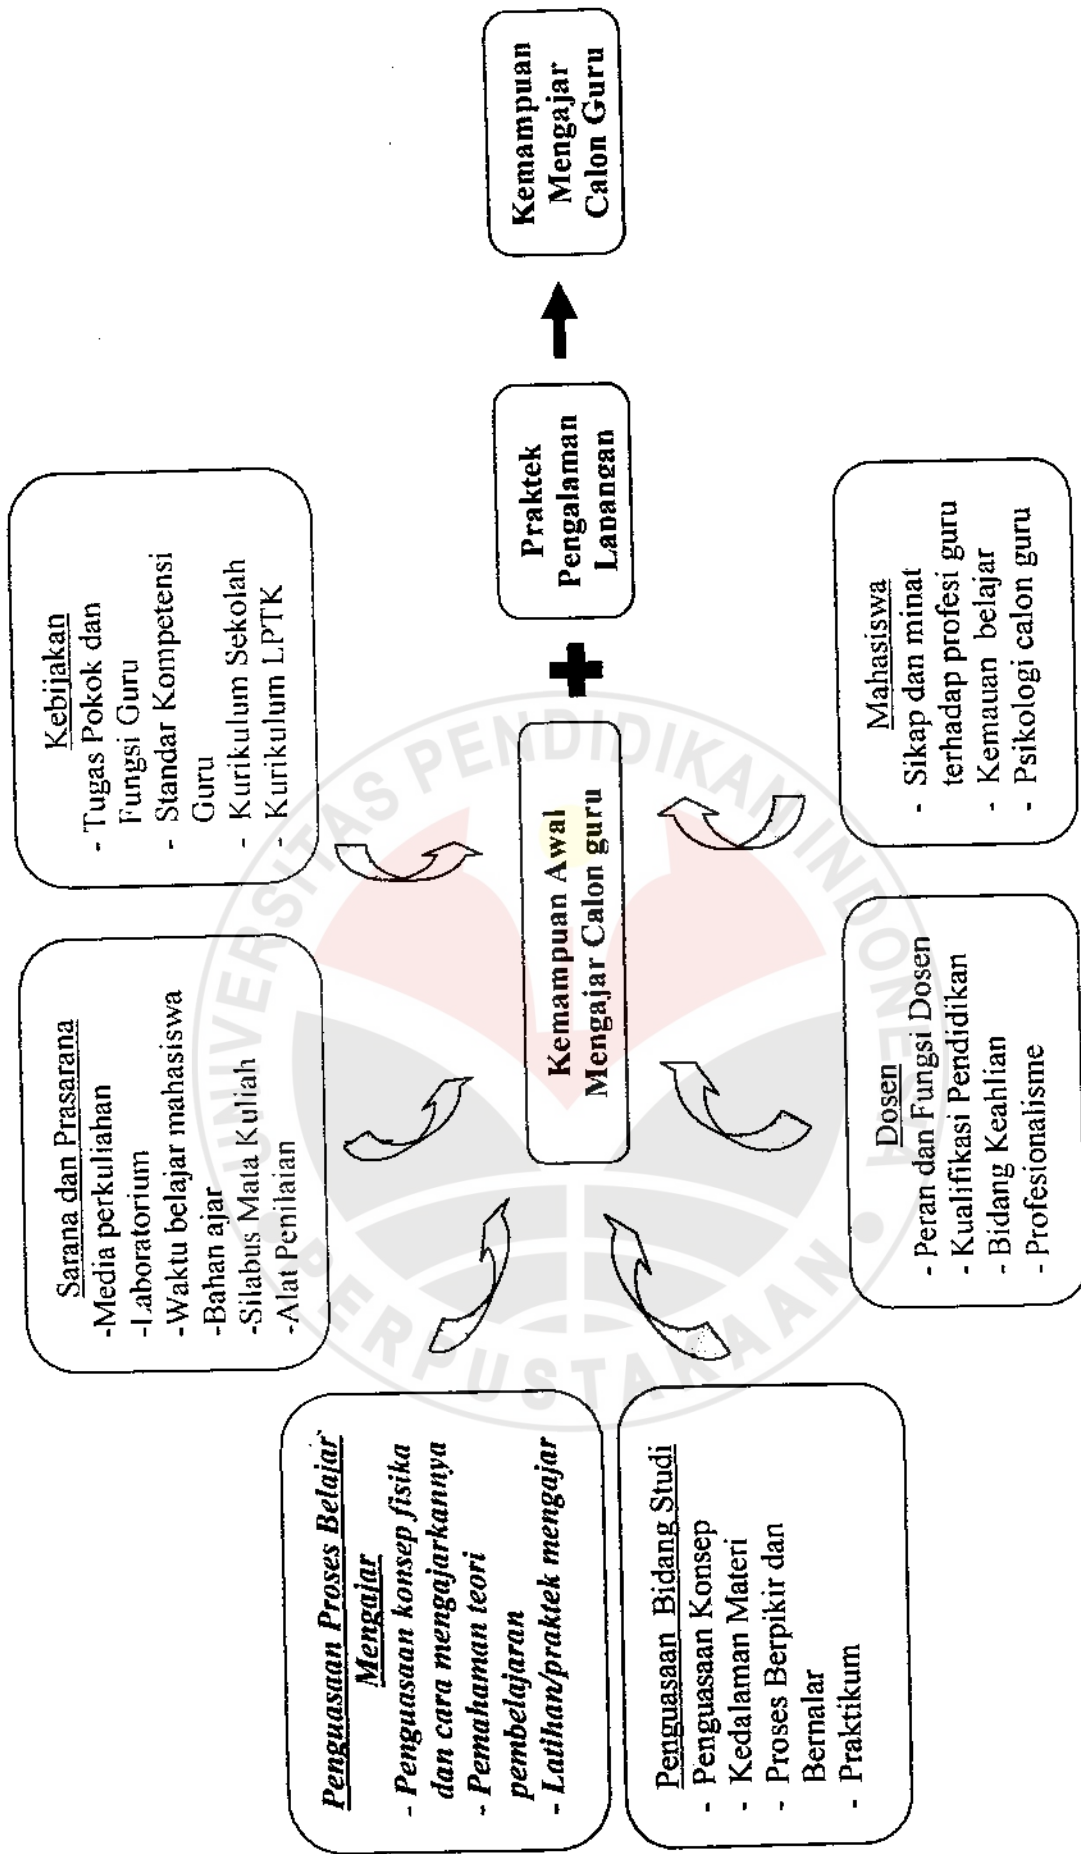 Penguasaan Proses Belajar
Mengajar
- Penguasaan konsep fisika
dan cara mengajarkannya
- Pemahaman teori
pembelajaran
- Latihan/praktek mengajar
Sarana dan Prasarana
-Media perkuliahan
-Laboratorium
-Waktu belajar mahasiswa
-Bahan ajar
-Silabus Mata Kuliah
-Alat Penilaian
Kebijakan
- Tugas Pokok dan
Fungsi Guru
- Standar Kompetensi
Guru
- Kurikulum Sekolah
- Kurikulum LPTK
Kemampuan Awal
Mengajar Calon guru
Praktek
Pengalaman
Lapangan
Kemampuan
Mengajar
Calon Guru
Penguasaan Bidang Studi
- Penguasaan Konsep
- Kedalaman Materi
- Proses Berpikir dan
Bernalar
- Praktikum
Dosen
- Peran dan Fungsi Dosen
- Kualifikasi Pendidikan
- Bidang Keahlian
- Profesionalisme
Mahasiswa
- Sikap dan minat
terhadap profesi guru
- Kemauan belajar
- Psikologi calon guru
UNIVERSITAS PENDIDIKAN INDONESIA
PERPUSTAKAAN